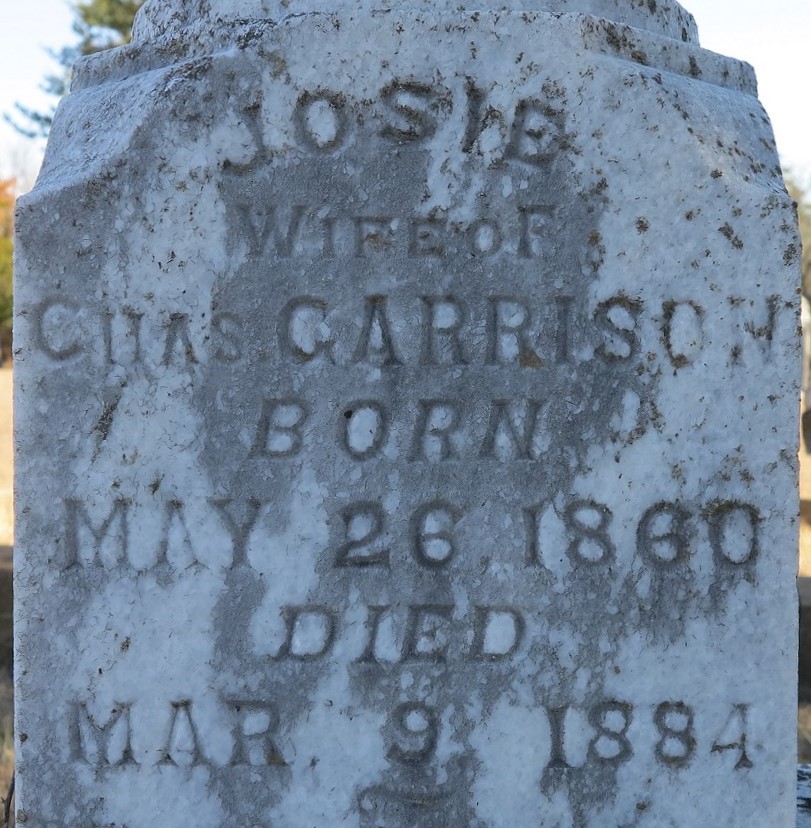 JOSIE
WIFE OF
CHAS GARRISON
BORN
MAY 26 1860
DIED
MAR. 9 1884